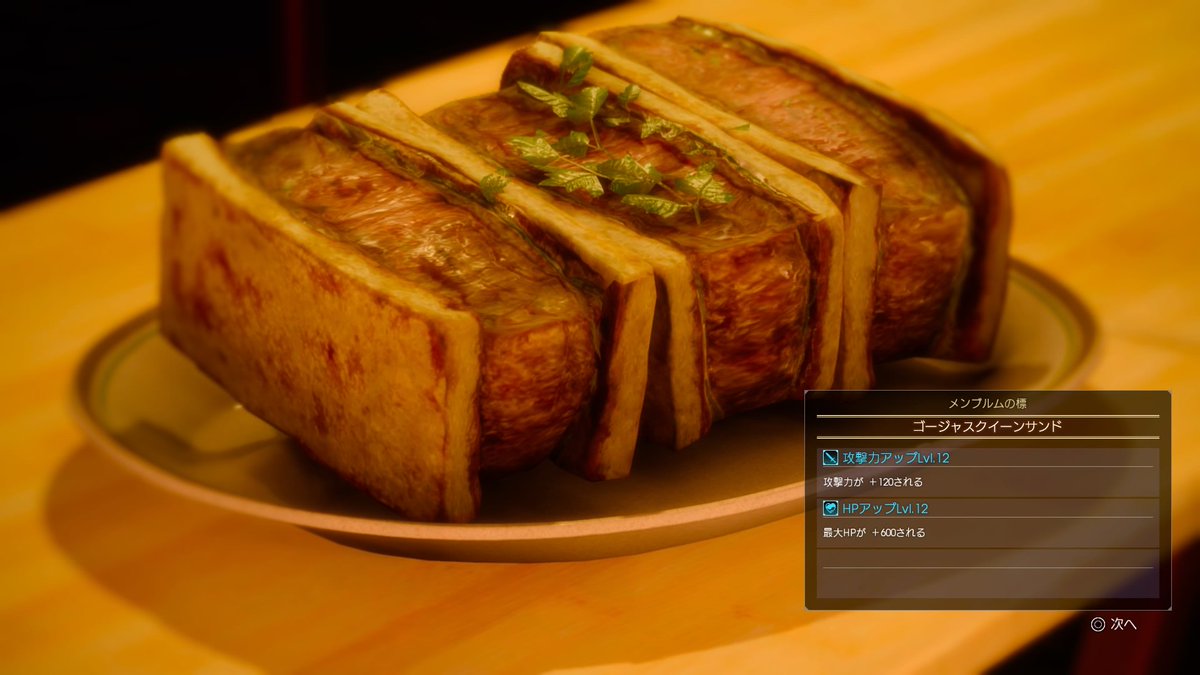 メンブルムの標
ゴージャスクイーンサンド
攻撃力アップLvl.12
攻撃力が +120される
HPアップLvl.12
最大HPが +600される
次へ